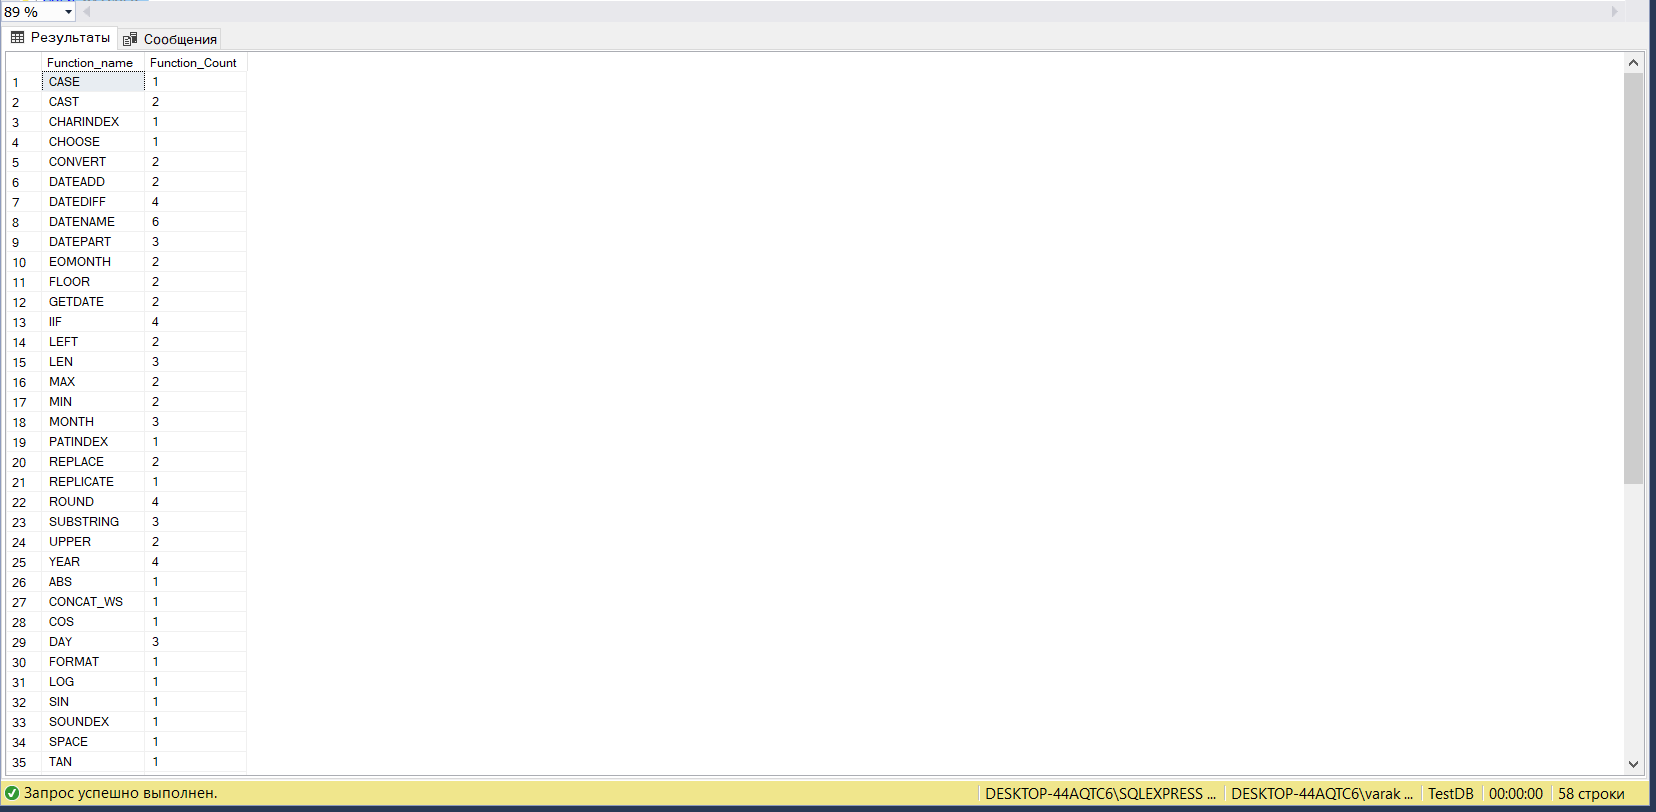 89 %
Результаты Сообщения
Function_name Function_Count
1 CASE 1
2 CAST 2
3 CHARINDEX 1
4 CHOOSE 1
5 CONVERT 2
6 DATEADD 2
7 DATEDIFF 4
8 DATENAME 6
9 DATEPART 3
10 EOMONTH 2
11 FLOOR 2
12 GETDATE 2
13 IIF 4
14 LEFT 2
15 LEN 3
16 MAX 2
17 MIN 2
18 MONTH 3
19 PATINDEX 1
20 REPLACE 2
21 REPLICATE 1
22 ROUND 4
23 SUBSTRING 3
24 UPPER 2
25 YEAR 4
26 ABS 1
27 CONCAT_WS 1
28 COS 1
29 DAY 3
30 FORMAT 1
31 LOG 1
32 SIN 1
33 SOUNDEX 1
34 SPACE 1
35 TAN 1
Запрос успешно выполнен. DESKTOP-44AQTC6\SQLEXPRESS ... DESKTOP-44AQTC6\varak ... TestDB 00:00:00 58 строки